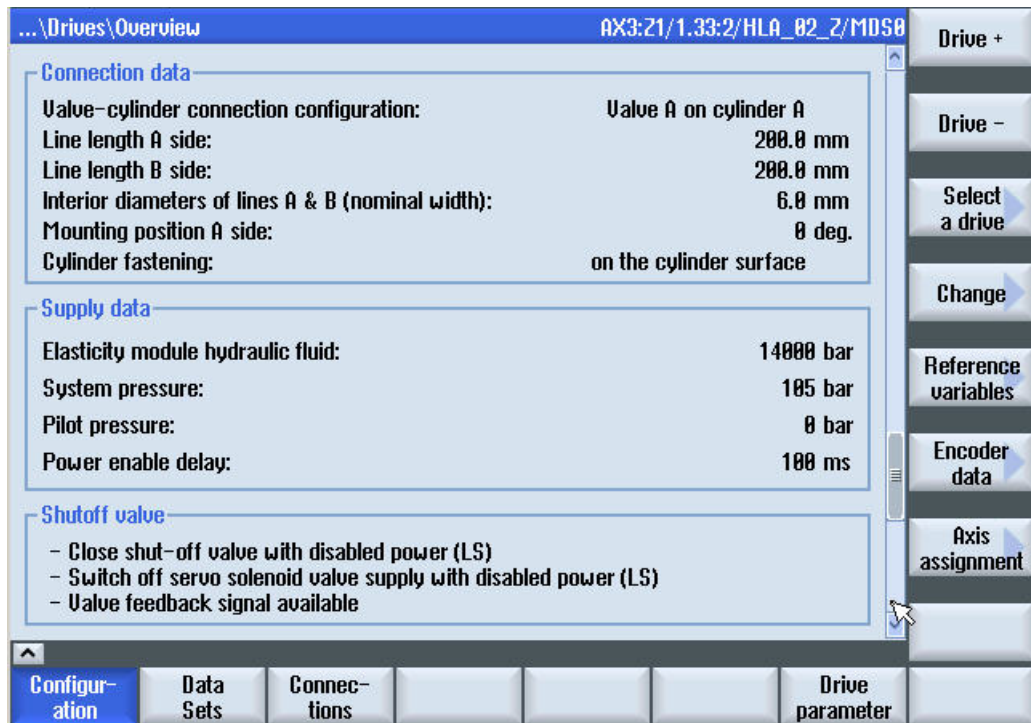 ...\Drives\Overview AX3:Z1/1.33:2/HLA_02_Z/MDS0
Connection data
Valve-cylinder connection configuration: Valve A on cylinder A
Line length A side: 200.0 mm
Line length B side: 200.0 mm
Interior diameters of lines A & B (nominal width): 6.0 mm
Mounting position A side: 0 deg.
Cylinder fastening: on the cylinder surface
Supply data
Elasticity module hydraulic fluid: 14000 bar
System pressure: 105 bar
Pilot pressure: 0 bar
Power enable delay: 100 ms
Shutoff valve
- Close shut-off valve with disabled power (LS)
- Switch off servo solenoid valve supply with disabled power (LS)
- Valve feedback signal available
Drive +
Drive -
Select
a drive
Change
Reference
variables
Encoder
data
Axis
assignment
Configur-
ation
Data
Sets
Connec-
tions
Drive
parameter